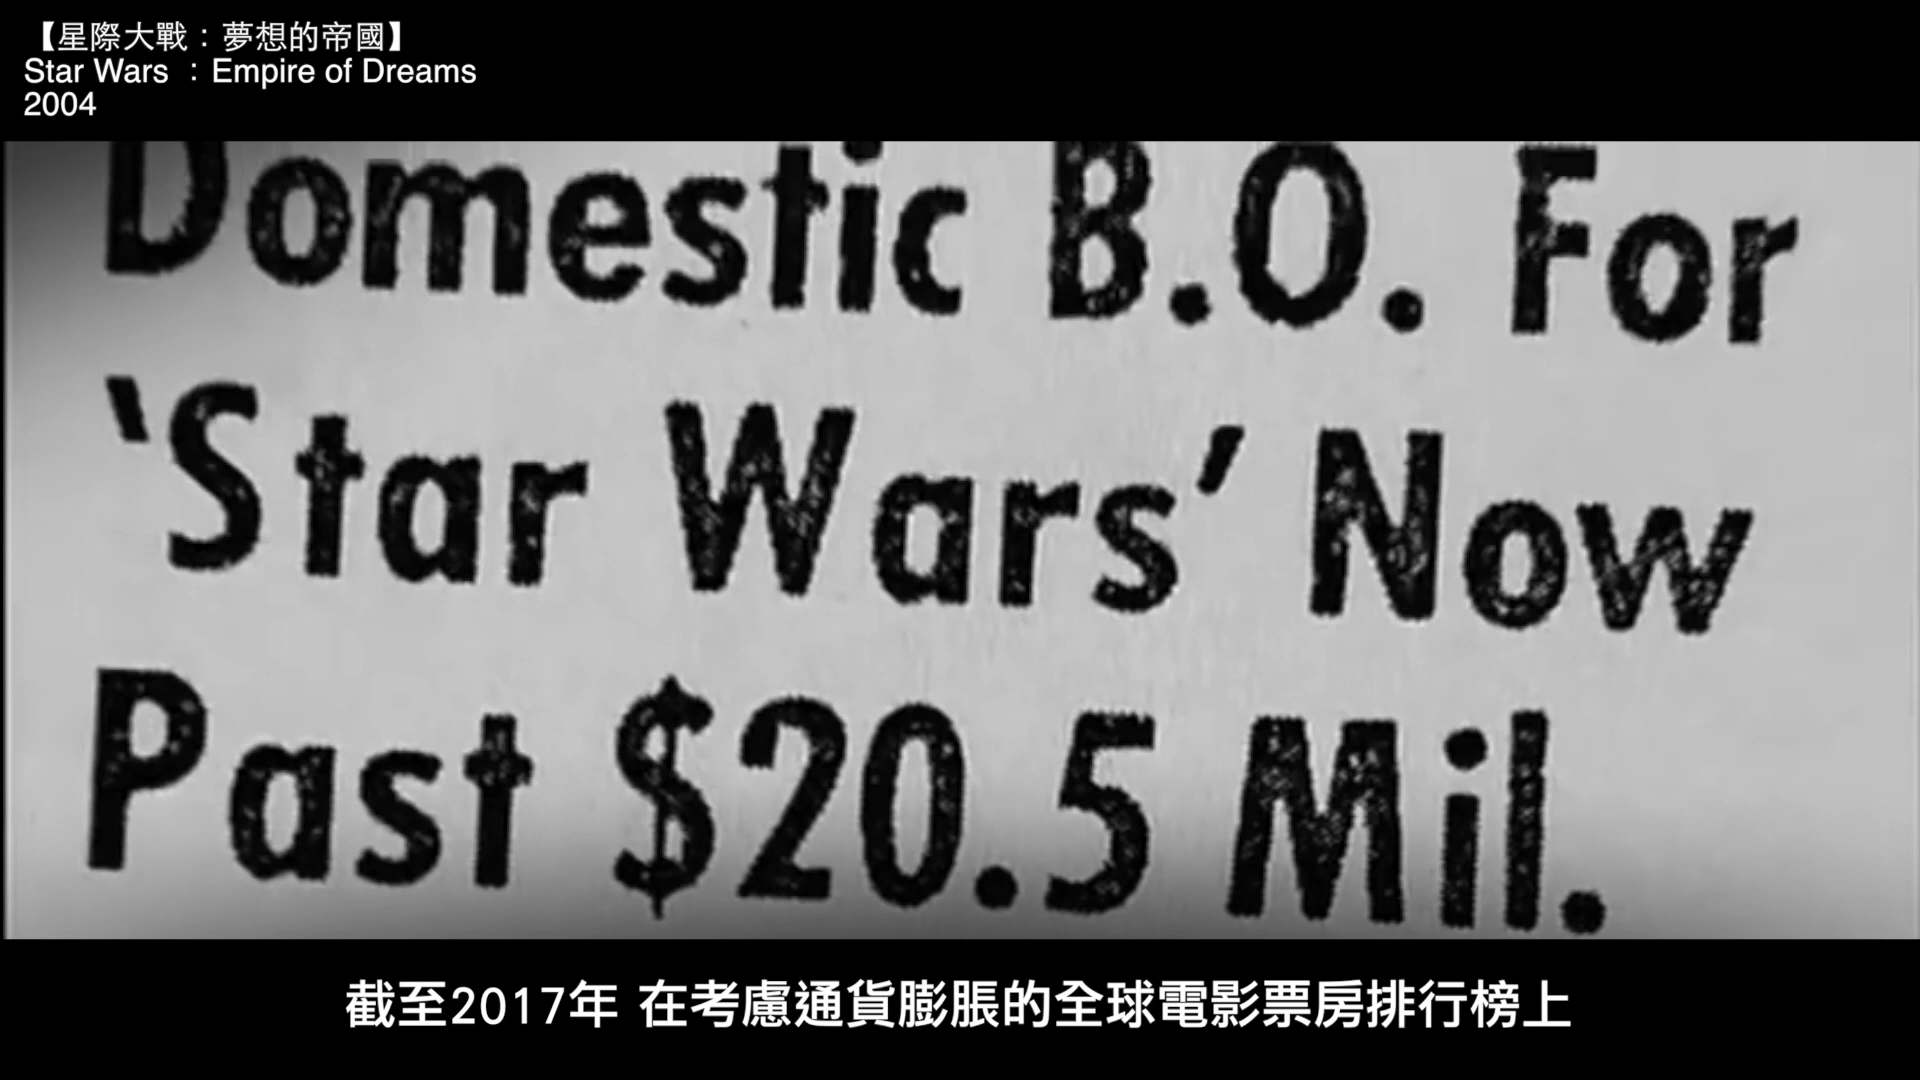 【星際大戰：夢想的帝國】
Star Wars ：Empire of Dreams
2004
Domestic B.O. For
‘Star Wars’ Now
Past $20.5 Mil.
截至2017年 在考慮通貨膨脹的全球電影票房排行榜上